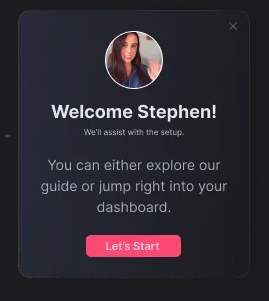 Welcome Stephen!
We'll assist with the setup.
You can either explore our
guide or jump right into your
dashboard.
Let's Start